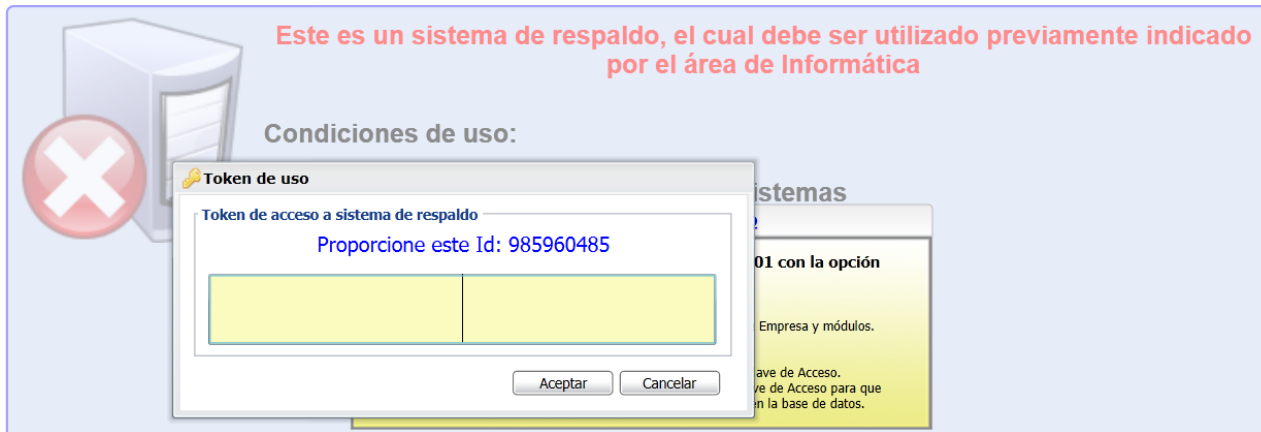 Este es un sistema de respaldo, el cual debe ser utilizado previamente indicado
por el área de Informática
Condiciones de uso:
Token de uso
istemas
Token de acceso a sistema de respaldo
Proporcione este Id: 985960485
01 con la opción
Empresa y módulos.
ave de Acceso.
Aceptar
Cancelar
ve de Acceso para que
en la base de datos.